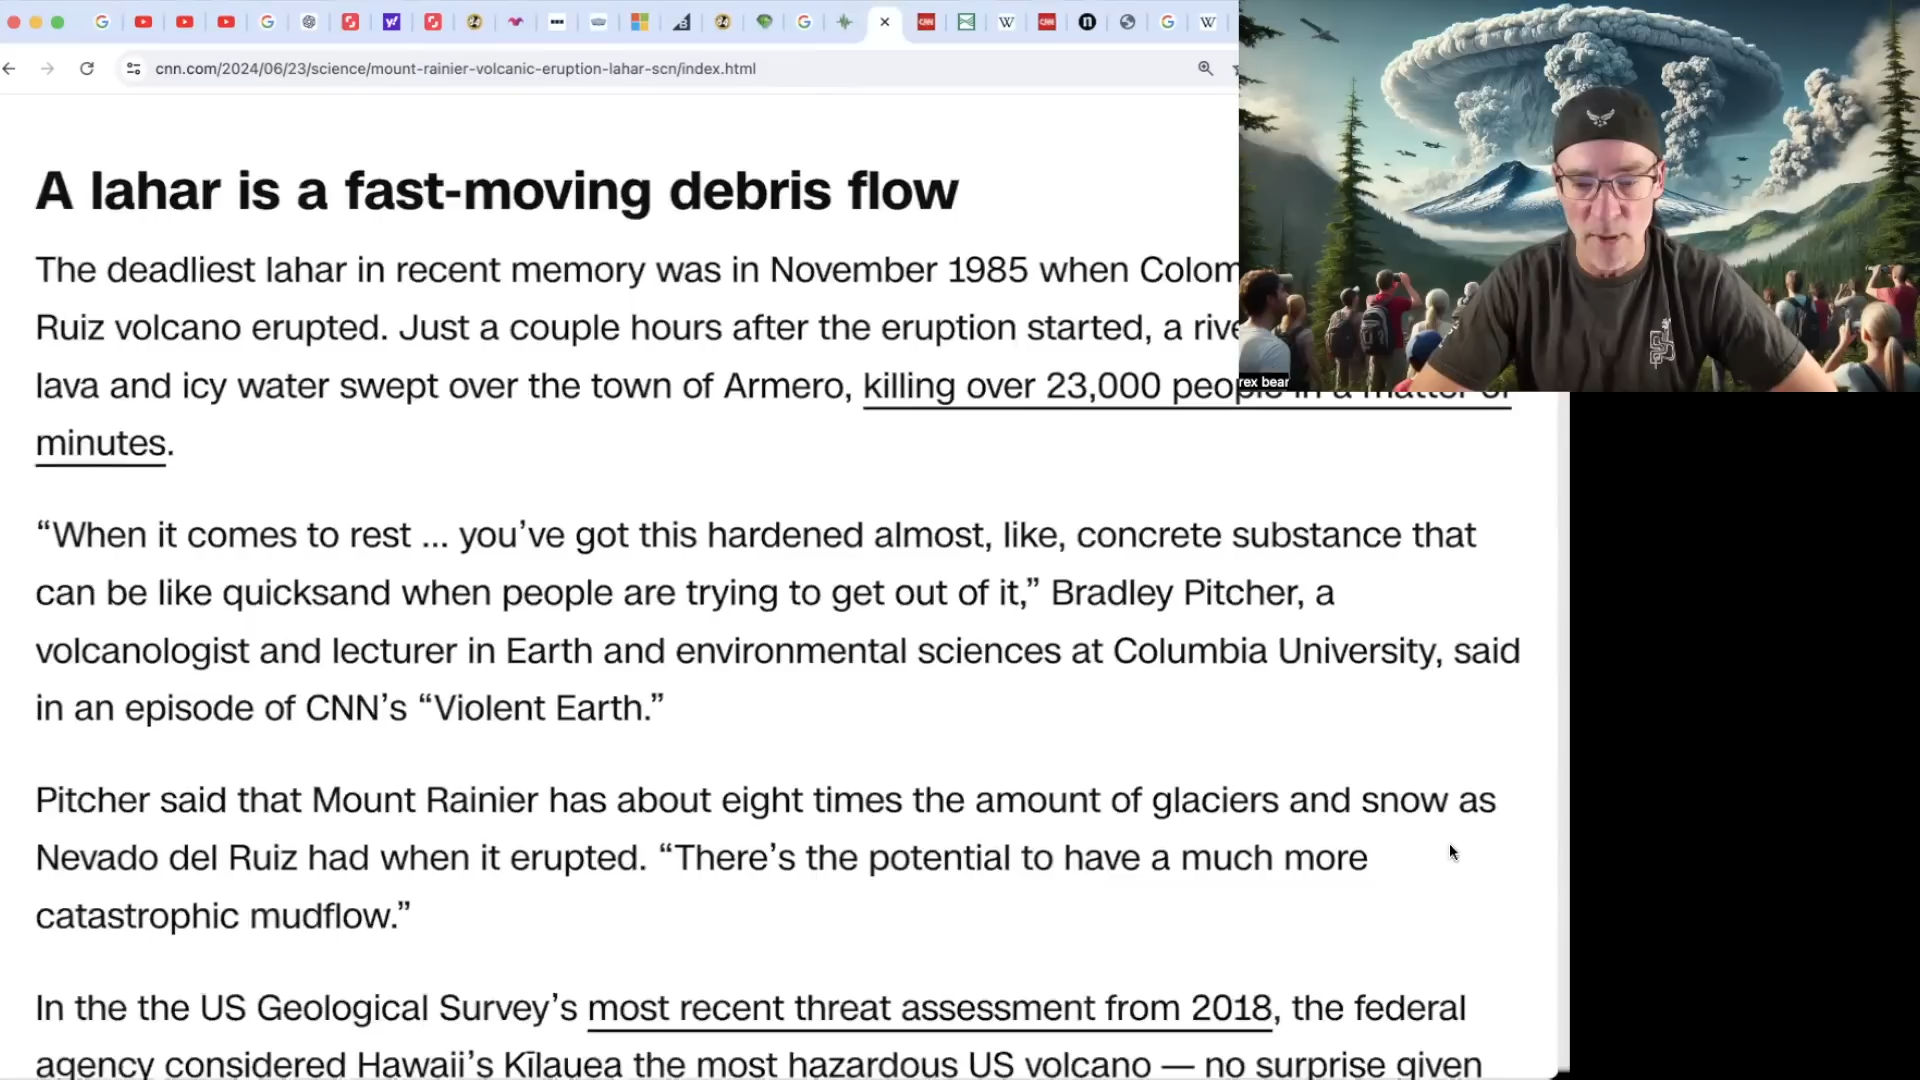 cnn.com/2024/06/23/science/mount-rainier-volcanic-eruption-lahar-scn/index.html
A lahar is a fast-moving debris flow
The deadliest lahar in recent memory was in November 1985 when Colom
Ruiz volcano erupted. Just a couple hours after the eruption started, a rive
lava and icy water swept over the town of Armero, killing over 23,000 people in a matter of
minutes.
“When it comes to rest ... you’ve got this hardened almost, like, concrete substance that
can be like quicksand when people are trying to get out of it,” Bradley Pitcher, a
volcanologist and lecturer in Earth and environmental sciences at Columbia University, said
in an episode of CNN’s “Violent Earth.”
Pitcher said that Mount Rainier has about eight times the amount of glaciers and snow as
Nevado del Ruiz had when it erupted. “There’s the potential to have a much more
catastrophic mudflow.”
In the the US Geological Survey’s most recent threat assessment from 2018, the federal
agency considered Hawaii’s Kīlauea the most hazardous US volcano — no surprise given
rex bear